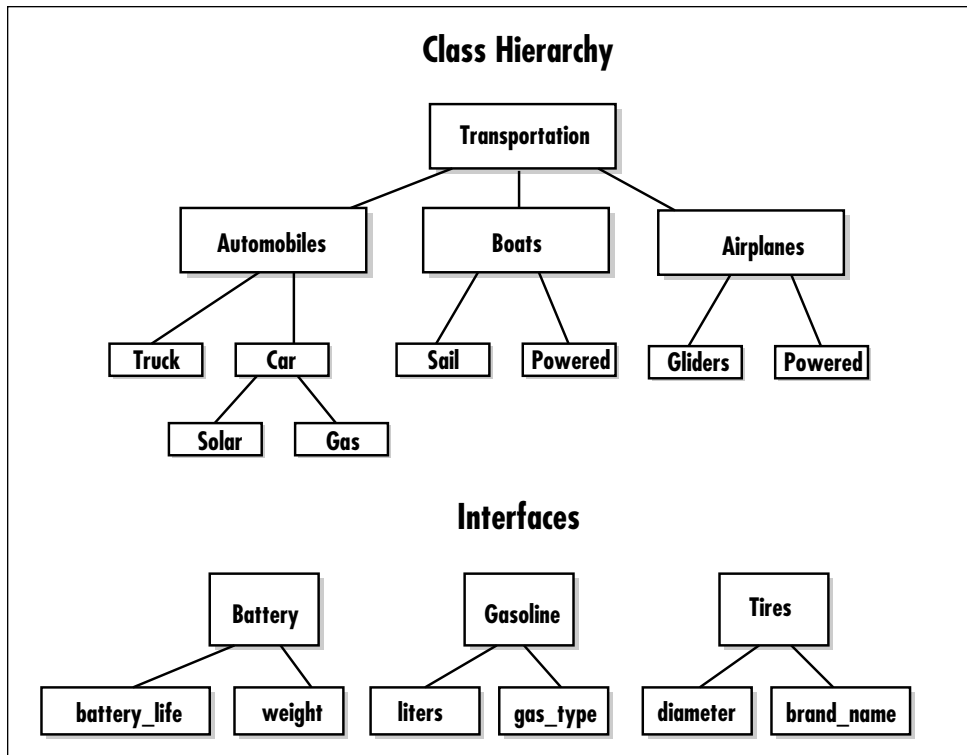 Class Hierarchy
Transportation
Automobiles
Boats
Airplanes
Truck
Car
Sail
Powered
Gliders
Powered
Solar
Gas
Interfaces
Battery
Gasoline
Tires
battery_life
weight
liters
gas_type
diameter
brand_name